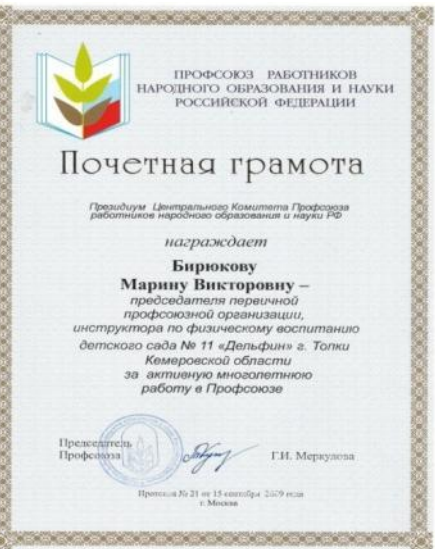 ПРОФСОЮЗ РАБОТНИКОВ
НАРОДНОГО ОБРАЗОВАНИЯ И НАУКИ
РОССИЙСКОЙ ФЕДЕРАЦИИ
Почетная грамота
Президиум Центрального Комитета Профсоюза
работников народного образования и науки РФ
награждает
Бирюкову
Марину Викторовну –
председателя первичной
профсоюзной организации,
инструктора по физическому воспитанию
детского сада № 11 «Дельфин» г. Топки
Кемеровской области
за активную многолетнюю
работу в Профсоюзе
Председатель
Профсоюза
Г.И. Меркулова
Протокол № 21 от 15 сентября 2009 года
г. Москва